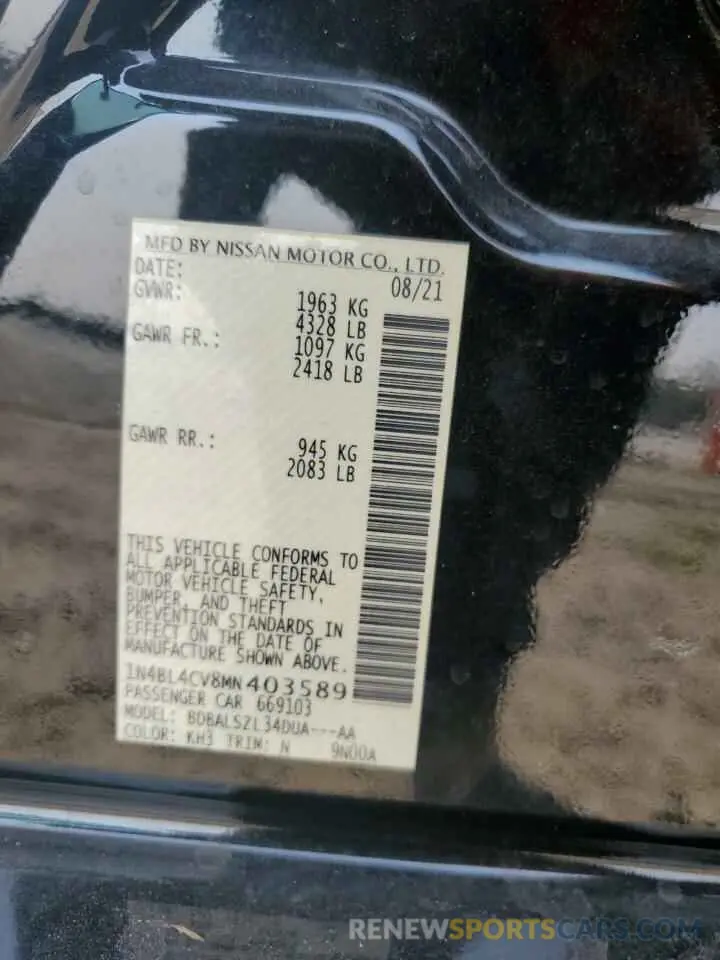 MFD BY NISSAN MOTOR CO., LTD.
DATE: 08/21
GVWR: 1963 KG
4328 LB
GAWR FR.: 1097 KG
2418 LB
GAWR RR.: 945 KG
2083 LB
THIS VEHICLE CONFORMS TO
ALL APPLICABLE FEDERAL
MOTOR VEHICLE SAFETY,
BUMPER, AND THEFT
PREVENTION STANDARDS IN
EFFECT ON THE DATE OF
MANUFACTURE SHOWN ABOVE.
1N4BL4CV8MN403589
PASSENGER CAR 669103
MODEL: BDBALSZL34DUA---AA
COLOR: KH3 TRIM: N 9N00A
RENEWSPORTSCARS.COM